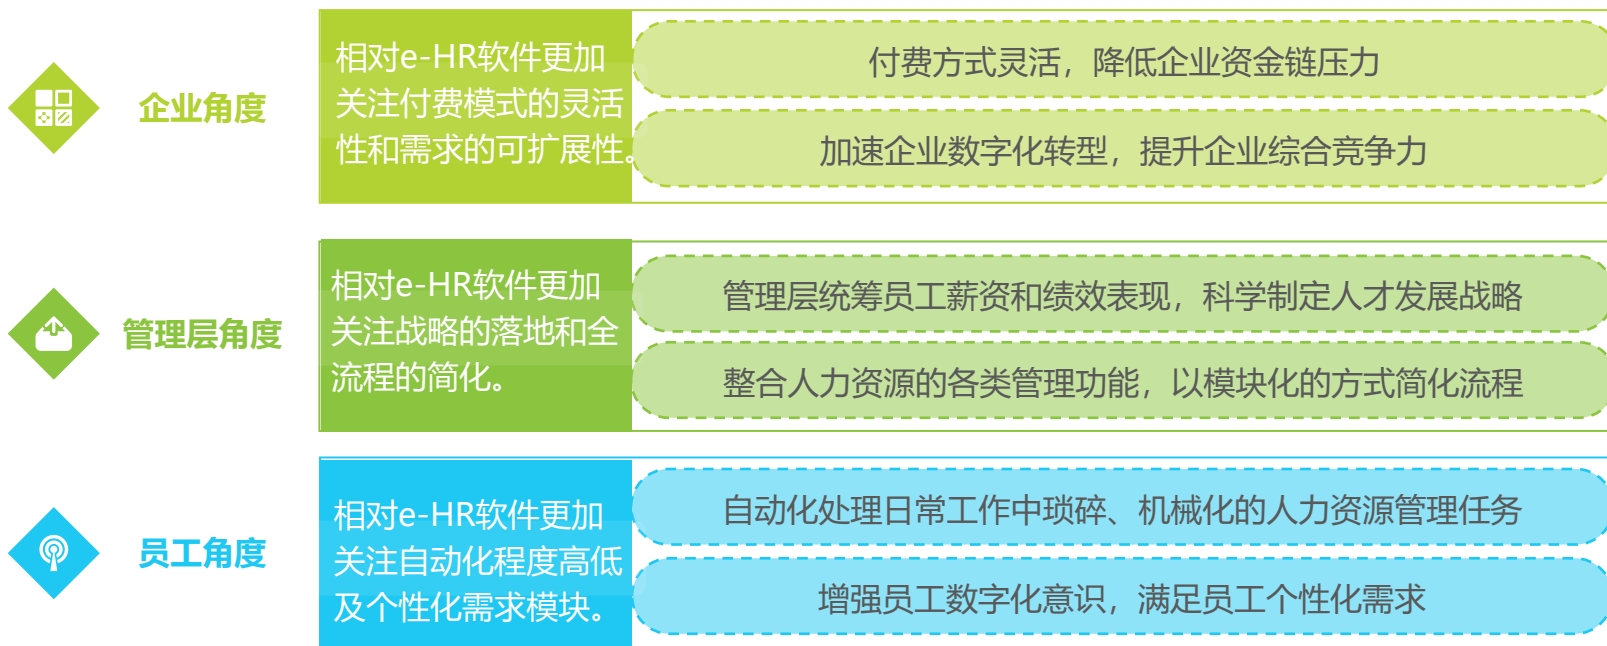 企业角度
相对e-HR软件更加
关注付费模式的灵活
性和需求的可扩展性。
付费方式灵活，降低企业资金链压力
加速企业数字化转型，提升企业综合竞争力
管理层角度
相对e-HR软件更加
关注战略的落地和全
流程的简化。
管理层统筹员工薪资和绩效表现，科学制定人才发展战略
整合人力资源的各类管理功能，以模块化的方式简化流程
员工角度
相对e-HR软件更加
关注自动化程度高低
及个性化需求模块。
自动化处理日常工作中琐碎、机械化的人力资源管理任务
增强员工数字化意识，满足员工个性化需求